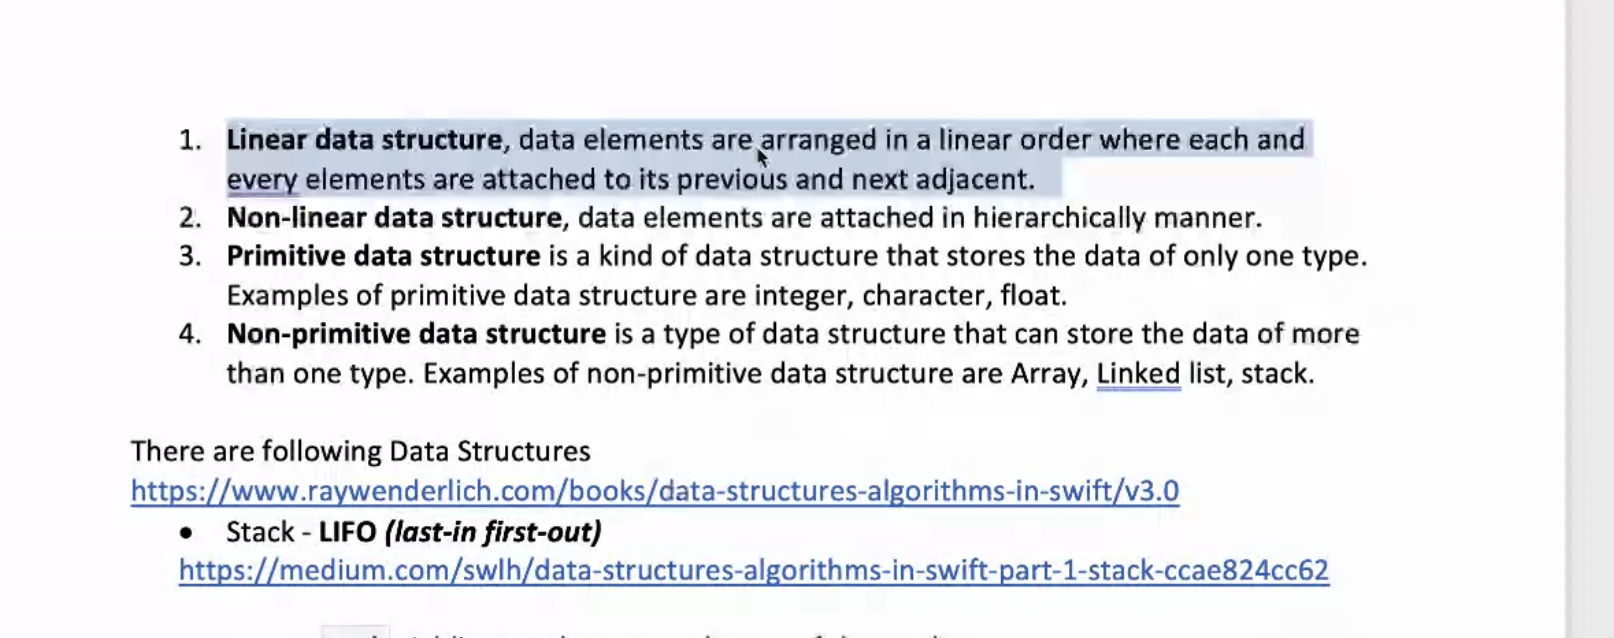 1. Linear data structure, data elements are arranged in a linear order where each and
every elements are attached to its previous and next adjacent.
2. Non-linear data structure, data elements are attached in hierarchically manner.
3. Primitive data structure is a kind of data structure that stores the data of only one type.
Examples of primitive data structure are integer, character, float.
4. Non-primitive data structure is a type of data structure that can store the data of more
than one type. Examples of non-primitive data structure are Array, Linked list, stack.
There are following Data Structures
https://www.raywenderlich.com/books/data-structures-algorithms-in-swift/v3.0
• Stack - LIFO (last-in first-out)
https://medium.com/swlh/data-structures-algorithms-in-swift-part-1-stack-ccae824cc62